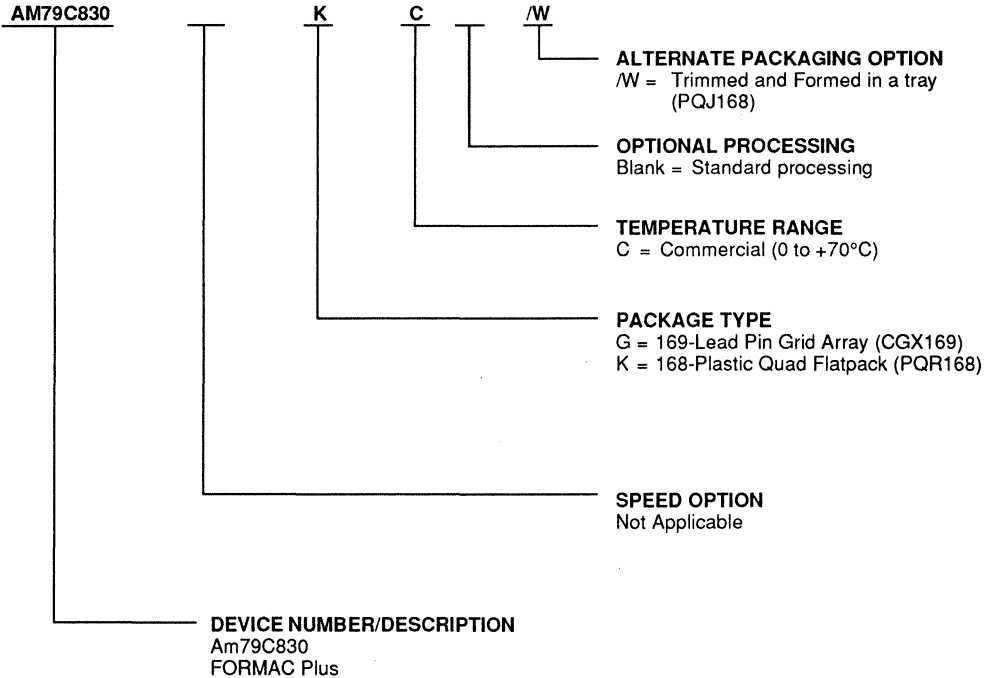 AM79C830 K C /W
ALTERNATE PACKAGING OPTION
/W = Trimmed and Formed in a tray
(PQJ168)
OPTIONAL PROCESSING
Blank = Standard processing
TEMPERATURE RANGE
C = Commercial (0 to +70°C)
PACKAGE TYPE
G = 169-Lead Pin Grid Array (CGX169)
K = 168-Plastic Quad Flatpack (PQR168)
SPEED OPTION
Not Applicable
DEVICE NUMBER/DESCRIPTION
Am79C830
FORMAC Plus